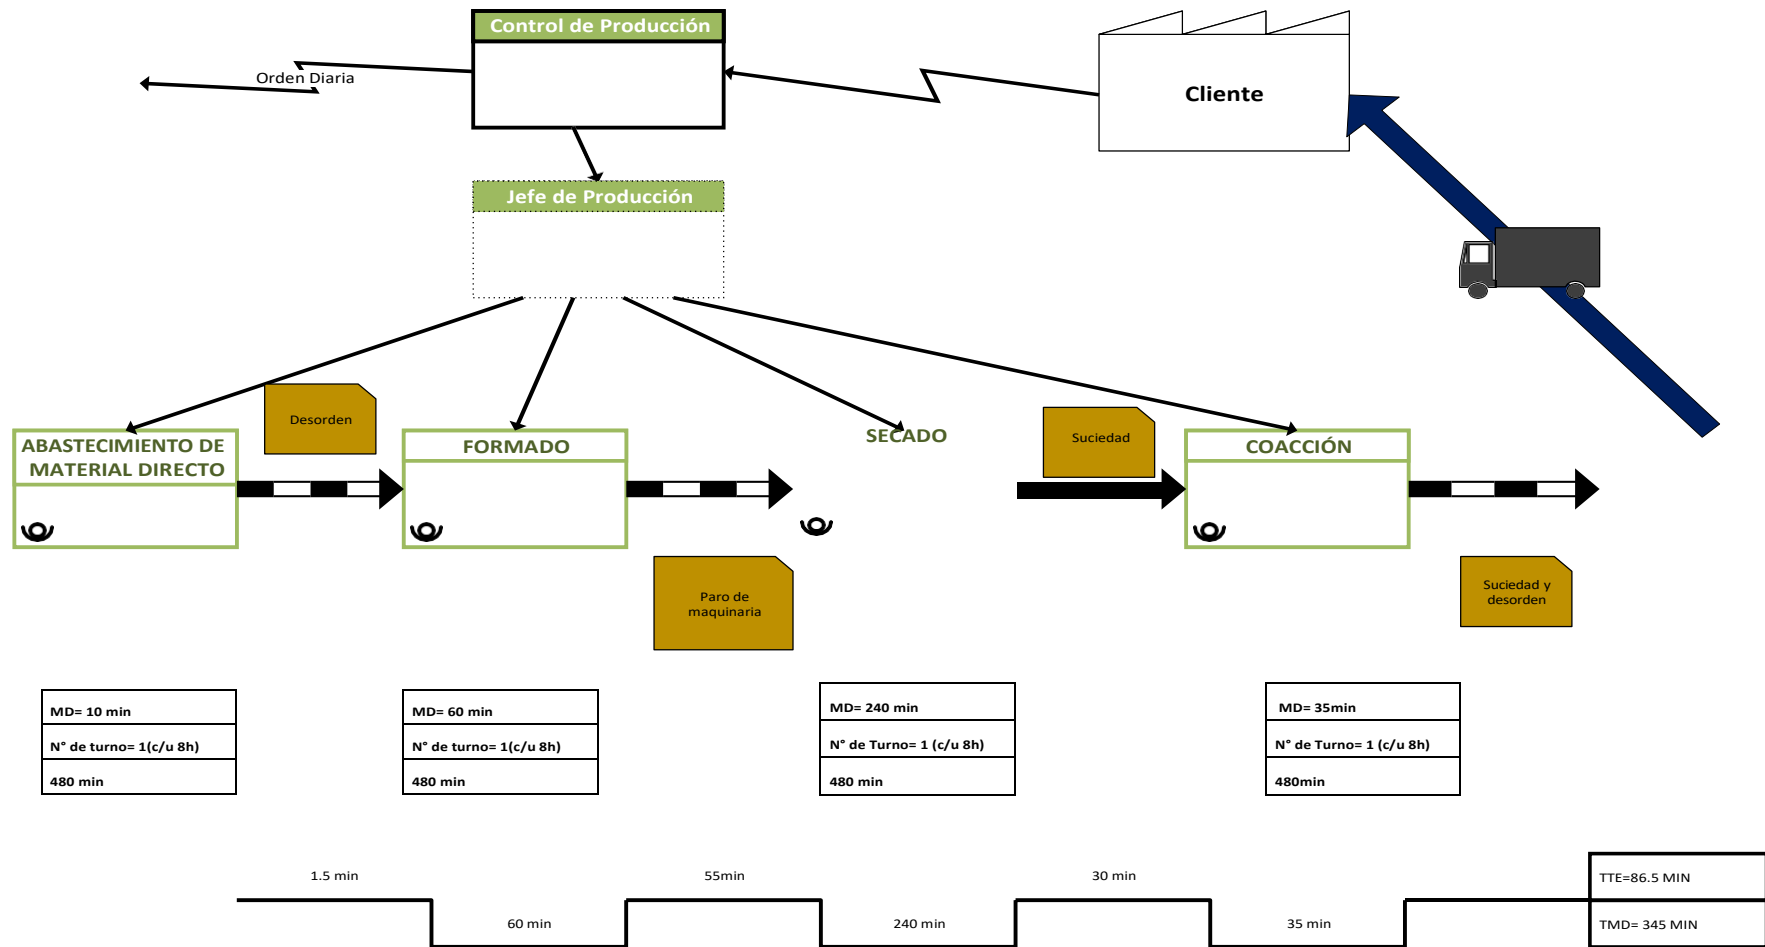 Control de Producción
Orden Diaria
Cliente
Jefe de Producción
Desorden
Suciedad
ABASTECIMIENTO DE
MATERIAL DIRECTO
FORMADO
SECADO
COACCIÓN
Paro de
maquinaria
Suciedad y
desorden
MD= 10 min
N° de turno= 1(c/u 8h)
480 min
MD= 60 min
N° de turno= 1(c/u 8h)
480 min
MD= 240 min
N° de Turno= 1 (c/u 8h)
480 min
MD= 35min
N° de Turno= 1 (c/u 8h)
480min
1.5 min
55min
30 min
TTE=86.5 MIN
60 min
240 min
35 min
TMD= 345 MIN